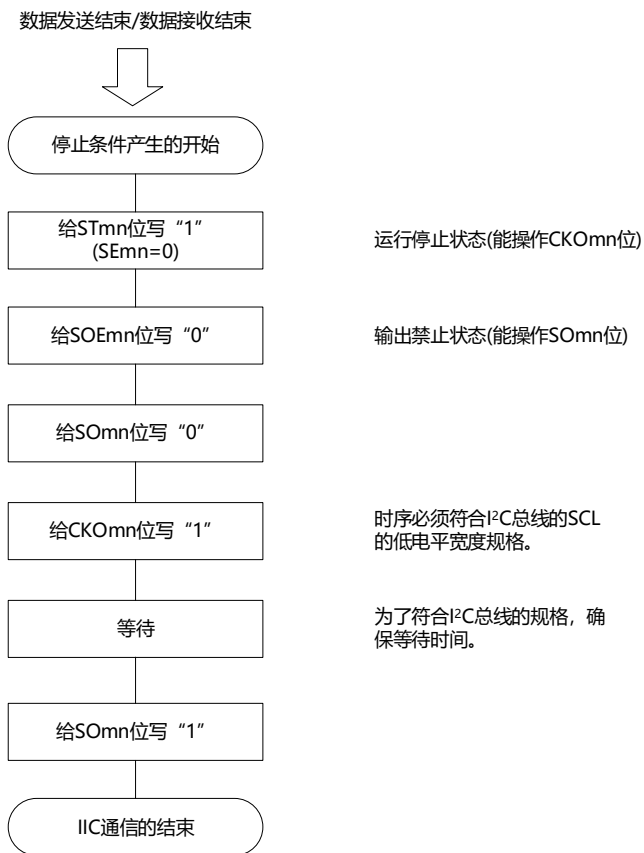 数据发送结束/数据接收结束
停止条件产生的开始
给STmn位写“1”
(SEmn=0)
运行停止状态(能操作CKOmn位)
给SOEmn位写“0”
输出禁止状态(能操作SOmn位)
给SOmn位写“0”
给CKOmn位写“1”
时序必须符合I²C总线的SCL
的低电平宽度规格。
等待
为了符合I²C总线的规格，确
保等待时间。
给SOmn位写“1”
IIC通信的结束